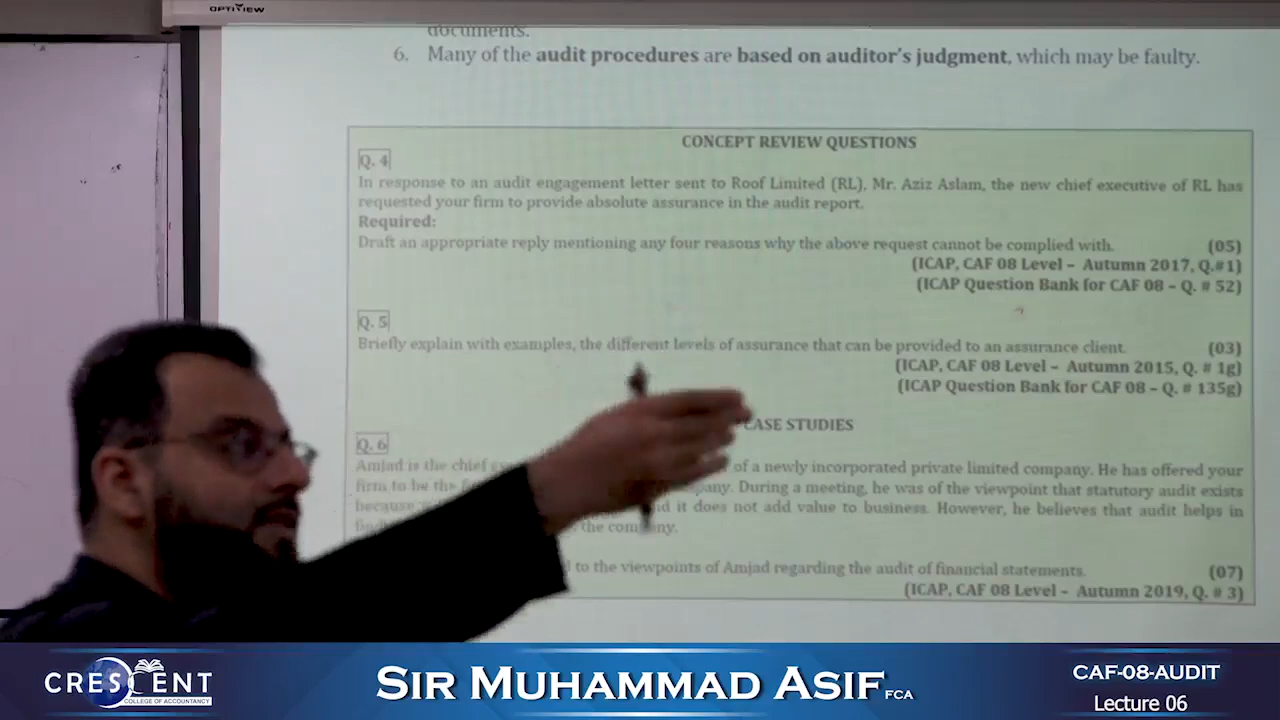 OPTIVIEW
documents.
6. Many of the audit procedures are based on auditor's judgment, which may be faulty.
CONCEPT REVIEW QUESTIONS
Q. 4
In response to an audit engagement letter sent to Roof Limited (RL), Mr. Aziz Aslam, the new chief executive of RL has
requested your firm to provide absolute assurance in the audit report.
Required:
Draft an appropriate reply mentioning any four reasons why the above request cannot be complied with. (05)
(ICAP, CAF 08 Level – Autumn 2017, Q.#1)
(ICAP Question Bank for CAF 08 – Q. # 52)
Q. 5
Briefly explain with examples, the different levels of assurance that can be provided to an assurance client. (03)
(ICAP, CAF 08 Level – Autumn 2015, Q. # 1g)
(ICAP Question Bank for CAF 08 – Q. # 135g)
CASE STUDIES
Q. 6
Amjad is the chief of a newly incorporated private limited company. He has offered your
firm to be the During a meeting, he was of the viewpoint that statutory audit exists
because it does not add value to business. However, he believes that audit helps in
the company.
to the viewpoints of Amjad regarding the audit of financial statements. (07)
(ICAP, CAF 08 Level – Autumn 2019, Q. # 3)
CRESCENT
COLLEGE OF ACCOUNTANCY
SIR MUHAMMAD ASIF FCA
CAF-08-AUDIT
Lecture 06